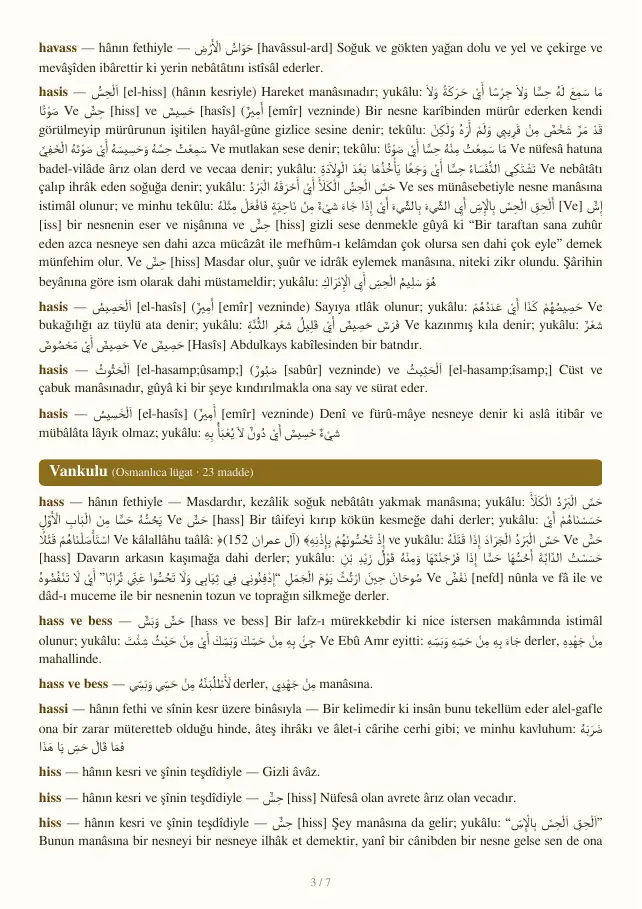 havass — hânın fethiyle — حَوَاسُّ الْأَرْضِ [havâssul-ard] Soğuk ve gökten yağan dolu ve yel ve çekirge ve
mevâşîden ibârettir ki yerin nebâtâtını istîsâl ederler.
hasis — اَلْحِسُّ [el-hiss] (hânın kesriyle) Hareket manâsınadır; yukâlu: مَا سَمِعَ لَهُ حِسًّا وَلاَ جِرْسًا أَيْ حَرَكَةً وَلاَ
صَوْتًا Ve حِسٌّ [hiss] ve حَسِيسٌ [hasîs] (أَمِيرٌ [emîr] vezninde) Bir nesne karîbinden mürûr ederken kendi
görülmeyip mürûrunun işitilen hayâl-gûne gizlice sesine denir; tekûlu: قَدْ مَرَّ شَخْصٌ مِنْ قَرِيبِي وَلَمْ أَرَهُ وَلَكِنْ
سَمِعْتُ حِسَّهُ وَحَسِيسَهُ أَيْ صَوْتَهُ الْخَفِيَّ Ve mutlakan sese denir; tekûlu: مَا سَمِعْتُ مِنْهُ حِسًّا أَيْ صَوْتًا Ve nüfesâ hatuna
badel-vilâde ârız olan derd ve vecaa denir; yukâlu: تَشْتَكِي النُّفَسَاءُ حِسًّا أَيْ وَجَعًا يَأْخُذُهَا بَعْدَ الْوِلاَدَةِ Ve nebâtâtı
çalıp ihrâk eden soğuğa denir; yukâlu: حَسَّ الْحِسُّ الْكَلَأَ أَيْ أَحْرَقَهُ الْبَرْدُ Ve ses münâsebetiyle nesne manâsına
istimâl olunur; ve minhu tekûlu: أَلْحِقِ الْحِسَّ بِالْإِسِّ أَيِ الشَّيْءَ بِالشَّيْءِ أَيْ إِذَا جَاءَ شَيْءٌ مِنْ نَاحِيَةٍ فَافْعَلْ مِثْلَهُ [Ve] إِسٌّ
[iss] bir nesnenin eser ve nişânına ve حِسٌّ [hiss] gizli sese denmekle gûyâ ki “Bir taraftan sana zuhûr
eden azca nesneye sen dahi azca mücâzât ile mefhûm-ı kelâmdan çok olursa sen dahi çok eyle” demek
münfehim olur. Ve حِسٌّ [hiss] Masdar olur, şuûr ve idrâk eylemek manâsına, niteki zikr olundu. Şârihin
beyânına göre ism olarak dahi müstameldir; yukâlu: هُوَ سَلِيمُ الْحِسِّ أَيِ الْإِدْرَاكِ
hasis — اَلْحَصِيصُ [el-hasîs] (أَمِيرٌ [emîr] vezninde) Sayıya ıtlâk olunur; yukâlu: حَصِيصُهُمْ كَذَا أَيْ عَدَدُهُمْ Ve
bukağılığı az tüylü ata denir; yukâlu: فَرَسٌ حَصِيصٌ أَيْ قَلِيلُ شَعْرِ الثُّنَّةِ Ve kazınmış kıla denir; yukâlu: شَعْرٌ
حَصِيصٌ أَيْ مَحْصُوصٌ Ve حَصِيصٌ [Hasîs] Abdulkays kabîlesinden bir batndır.
hasis — اَلْحَثُوثُ [el-hasamp;ûsamp;] (صَبُورٌ [sabûr] vezninde) ve اَلْحَثِيثُ [el-hasamp;îsamp;] Cüst ve
çabuk manâsınadır, gûyâ ki bir şeye kındırılmakla ona say ve sürat eder.
hasis — اَلْخَسِيسُ [el-hasîs] (أَمِيرٌ [emîr] vezninde) Denî ve fürû-mâye nesneye denir ki aslâ itibâr ve
mübâlâta lâyık olmaz; yukâlu: شَيْءٌ خَسِيسٌ أَيْ دُونٌ لاَ يُعْبَأُ بِهِ
Vankulu (Osmanlıca lügat · 23 madde)
hass — hânın fethiyle — Masdardır, kezâlik soğuk nebâtâtı yakmak manâsına; yukâlu: حَسَّ الْبَرْدُ الْكَلَأَ
يَحُسُّهُ حَسًّا مِنَ الْبَابِ الْأَوَّلِ Ve حَسٌّ [hass] Bir tâifeyi kırıp kökün kesmeğe dahi derler; yukâlu: حَسَسْنَاهُمْ أَيْ
اسْتَأْصَلْنَاهُمْ قَتْلًا Ve kâlallâhu taâlâ: ﴿إِذْ تَحُسُّونَهُمْ بِإِذْنِهِ﴾ (آل عمران 152) ve yukâlu: حَسَّ الْبَرْدُ الْجَرَادَ إِذَا قَتَلَهُ Ve حَسٌّ
[hass] Davarın arkasın kaşımağa dahi derler; yukâlu: حَسَسْتُ الدَّابَّةَ أَحُسُّهَا حَسًّا إِذَا فَرْجَنْتَهَا وَمِنْهُ قَوْلُ زَيْدِ بْنِ
صُوحَانَ حِينَ ارْتُثَّ يَوْمَ الْجَمَلِ “اِدْفِنُونِي فِي ثِيَابِي وَلَا تَحُسُّوا عَنِّي تُرَابًا” أَيْ لَا تَنْفُضُوهُ Ve نَفْضٌ [nefd] nûnla ve fâ ile ve
dâd-ı muceme ile bir nesnenin tozun ve toprağın silkmeğe derler.
hass ve bess — حَسٌّ وَبَسٌّ [hass ve bess] Bir lafz-ı mürekkebdir ki nice istersen makâmında istimâl
olunur; yukâlu: جِئْ بِهِ مِنْ حَسِّكَ وَبَسِّكَ أَيْ مِنْ حَيْثُ شِئْتَ Ve Ebû Amr eyitti: جَاءَ بِهِ مِنْ حَسِّهِ وَبَسِّهِ derler, مِنْ جَهْدِهِ
mahallinde.
hass ve bess — لَأَطْلُبَنَّهُ مِنْ حَسِّي وَبَسِّي derler, مِنْ جَهْدِي manâsına.
hassi — hânın fethi ve sînin kesr üzere binâsıyla — Bir kelimedir ki insân bunu tekellüm eder alel-gafle
ona bir zarar müteretteb olduğu hinde, âteş ihrâkı ve âlet-i cârihe cerhi gibi; ve minhu kavluhum: ضَرَبَهُ
فَمَا قَالَ حَسِّ يَا هَذَا
hiss — hânın kesri ve şînin teşdîdiyle — Gizli âvâz.
hiss — hânın kesri ve şînin teşdîdiyle — حِسٌّ [hiss] Nüfesâ olan avrete ârız olan vecadır.
hiss — hânın kesri ve şînin teşdîdiyle — حِسٌّ [hiss] Şey manâsına da gelir; yukâlu: “اَلْحِقِ الْحِسَّ بِالْإِسِّ”
Bunun manâsına bir nesneyi bir nesneye ilhâk et demektir, yanî bir cânibden bir nesne gelse sen de ona
3 / 7